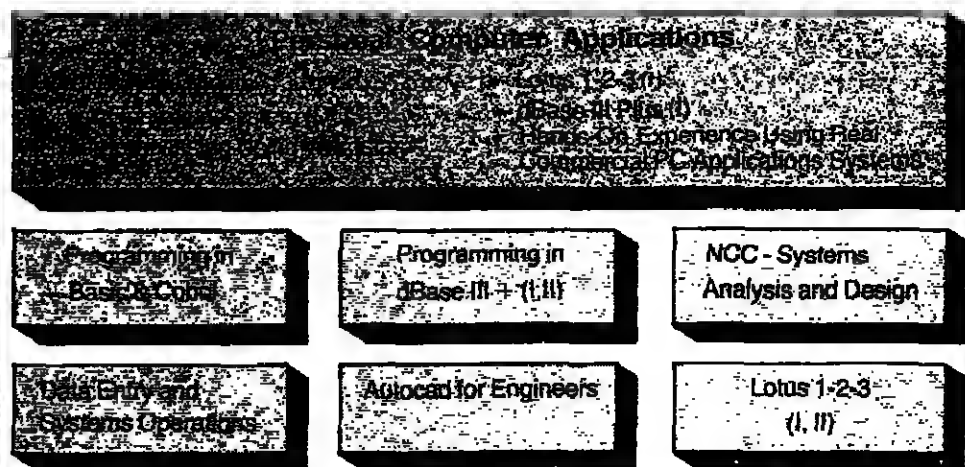 Computer Applications
Lotus 1-2-3 (I)
dBase III Plus (I)
Hands-On Experience Using Real
Commercial PC Applications Systems
Programming in
Basic & Cobol
Programming in
dBase III + (I, II)
NCC - Systems
Analysis and Design
Data Entry and
Systems Operations
Autocad for Engineers
Lotus 1-2-3
(I, II)